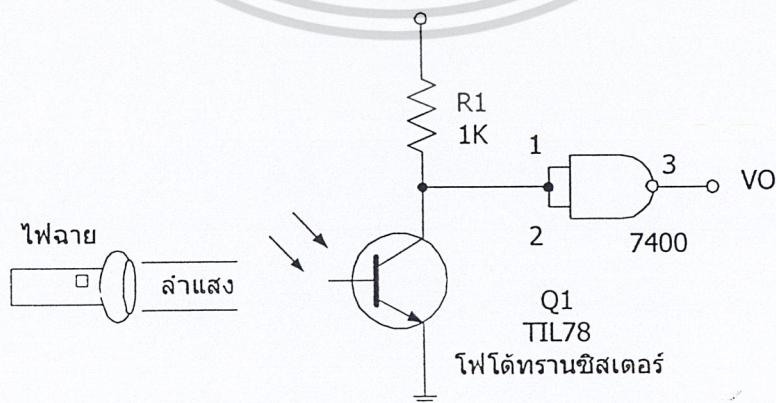 R1
1K
1
3
VO
2
7400
ไฟฉาย
ลำแสง
Q1
TIL78
โฟโต้ทรานซิสเตอร์